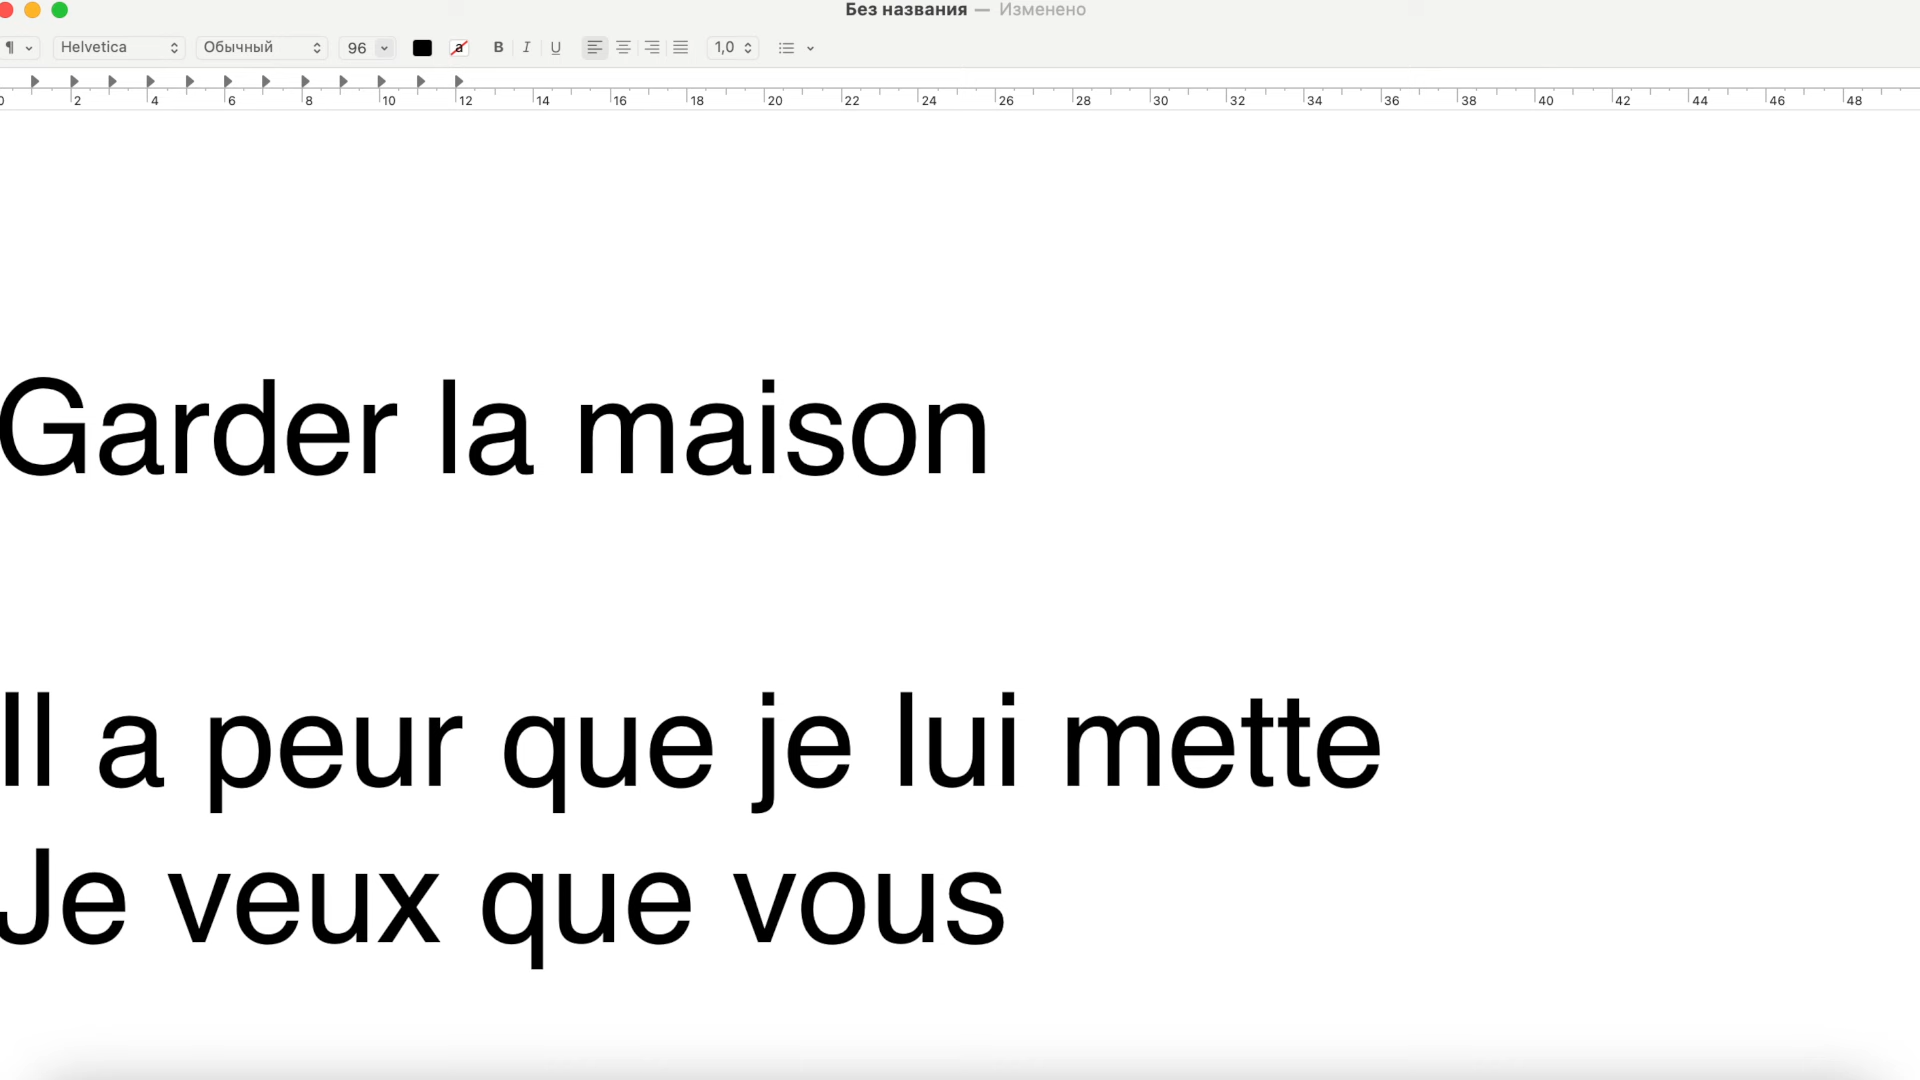 Без названия — Изменено
¶ Helvetica Обычный 96 a B I U 1,0
0 2 4 6 8 10 12 14 16 18 20 22 24 26 28 30 32 34 36 38 40 42 44 46 48
Garder la maison
Il a peur que je lui mette
Je veux que vous